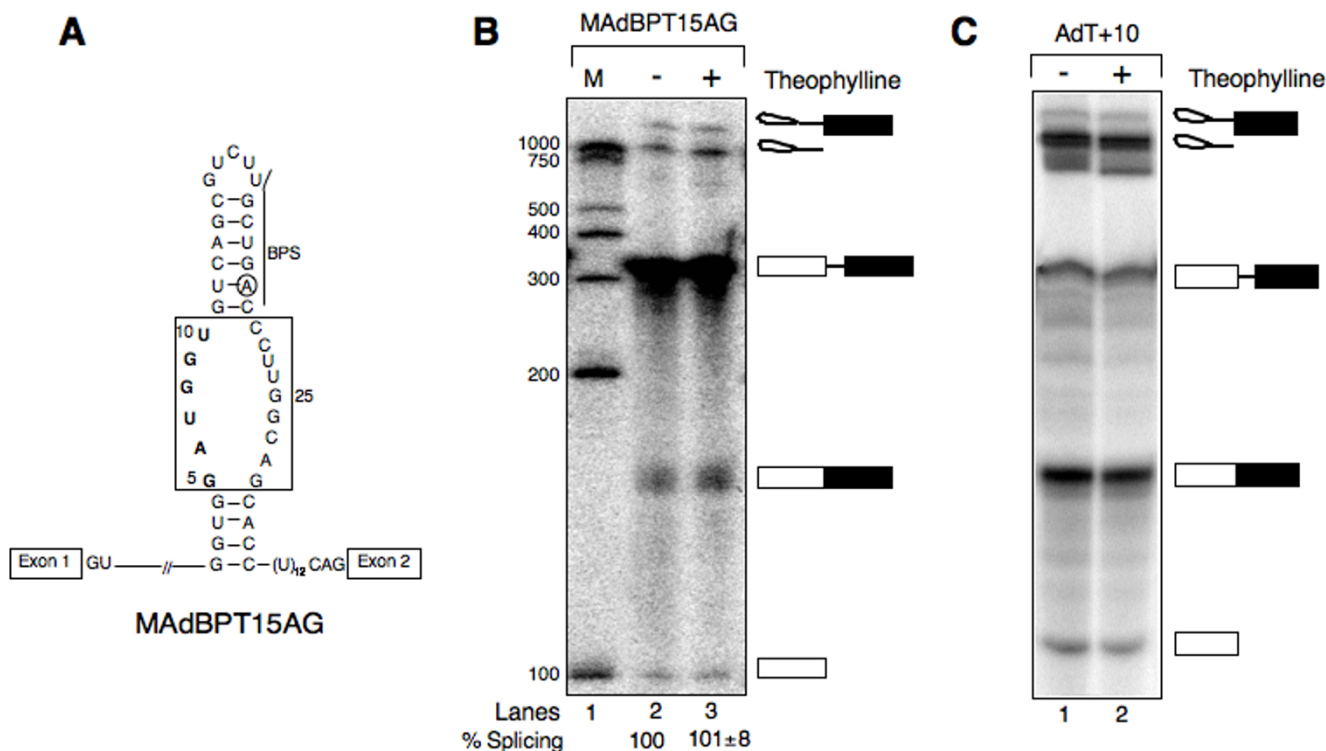 A
B
C
MAdBPT15AG
AdT+10
M - + Theophylline
- + Theophylline
1000
750
500
400
300
200
100
U C U
G U
C - G
G - C
A - U
C - G
U - A
G - C
BPS
10 U
G
G
U
A
5 G
C
C
U
U
G
G
C
A
G
25
G - C
U - A
G - C
Exon 1 GU // G - C - (U)12 CAG Exon 2
MAdBPT15AG
Lanes 1 2 3
% Splicing 100 101±8
1 2